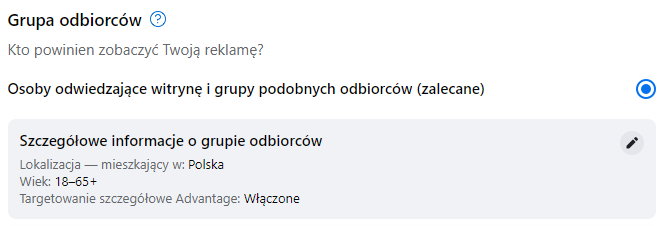 Grupa odbiorców ?
Kto powinien zobaczyć Twoją reklamę?
Osoby odwiedzające witrynę i grupy podobnych odbiorców (zalecane)
Szczegółowe informacje o grupie odbiorców
Lokalizacja — mieszkający w: Polska
Wiek: 18–65+
Targetowanie szczegółowe Advantage: Włączone